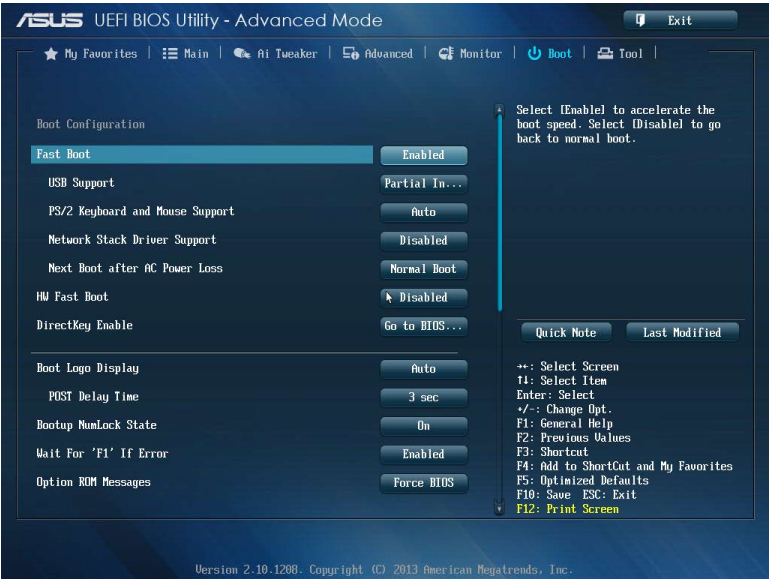 ASUS UEFI BIOS Utility - Advanced Mode
Exit
My Favorites | Main | Ai Tweaker | Advanced | Monitor | Boot | Tool |
Boot Configuration
Fast Boot Enabled
USB Support Partial In...
PS/2 Keyboard and Mouse Support Auto
Network Stack Driver Support Disabled
Next Boot after AC Power Loss Normal Boot
HW Fast Boot Disabled
DirectKey Enable Go to BIOS...
Boot Logo Display Auto
POST Delay Time 3 sec
Bootup NumLock State On
Wait For 'F1' If Error Enabled
Option ROM Messages Force BIOS
Select [Enable] to accelerate the
boot speed. Select [Disable] to go
back to normal boot.
Quick Note Last Modified
→←: Select Screen
↑↓: Select Item
Enter: Select
+/-: Change Opt.
F1: General Help
F2: Previous Values
F3: Shortcut
F4: Add to ShortCut and My Favorites
F5: Optimized Defaults
F10: Save ESC: Exit
F12: Print Screen
Version 2.10.1208. Copyright (C) 2013 American Megatrends, Inc.